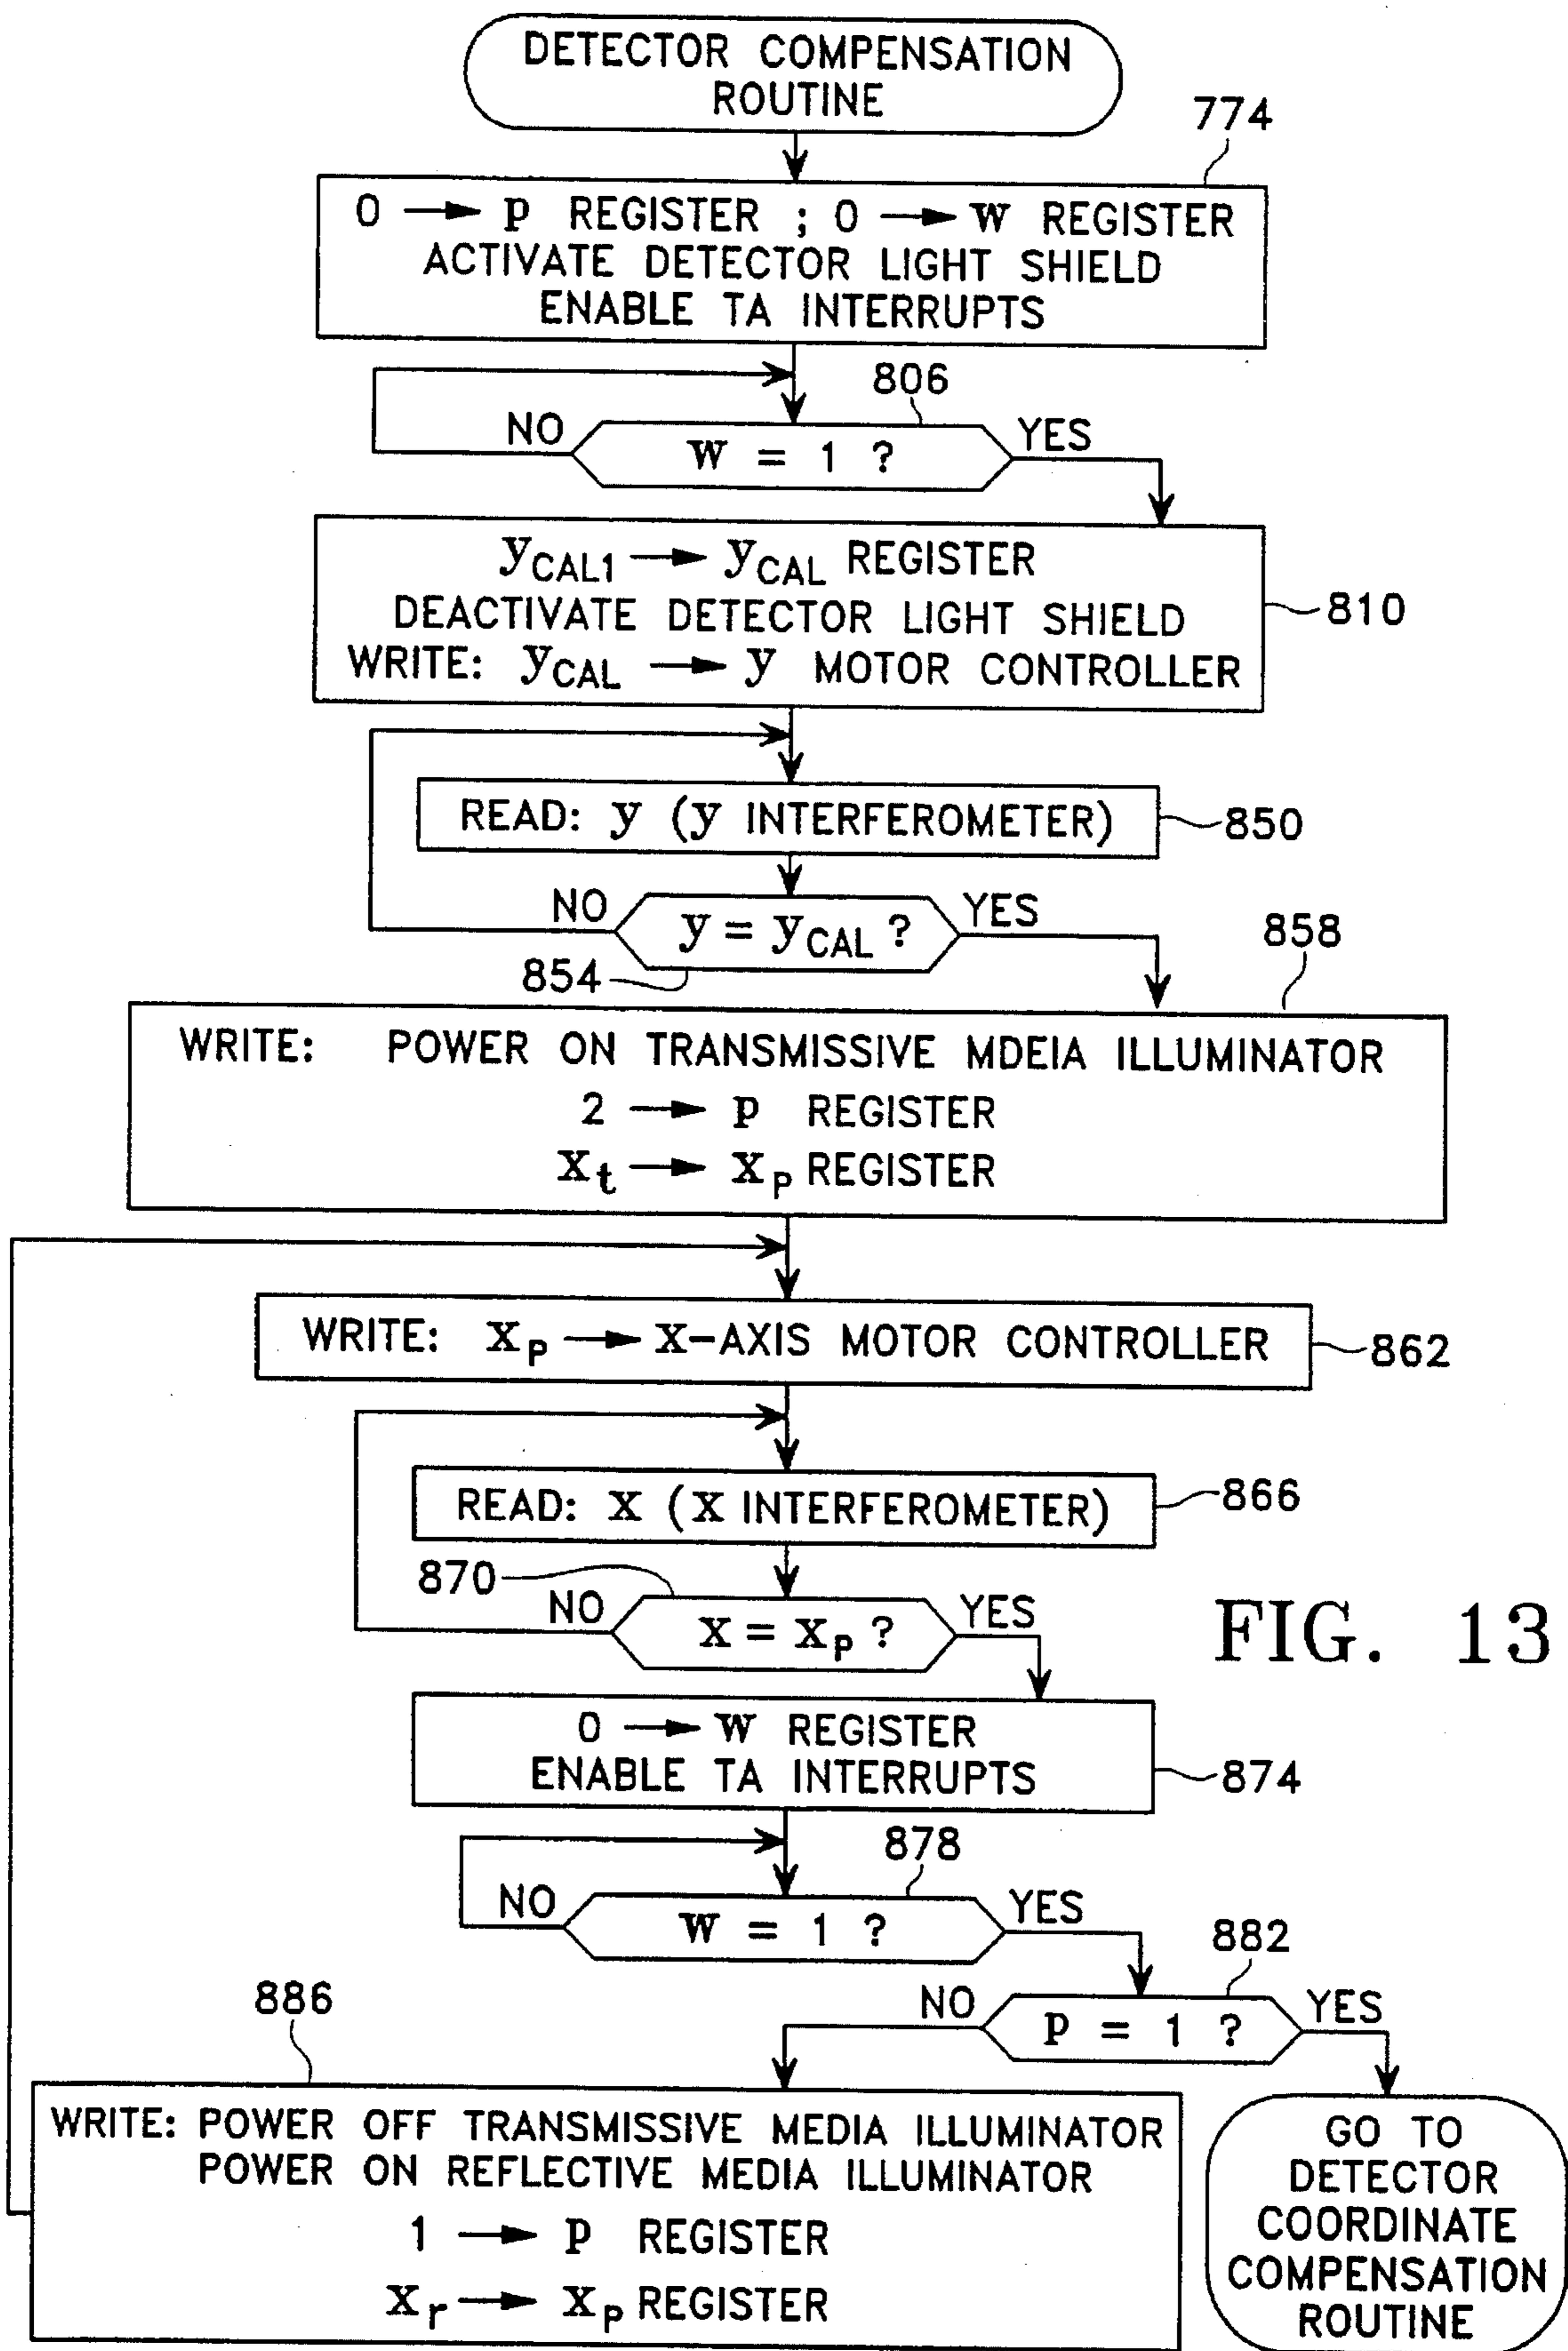 DETECTOR COMPENSATION
ROUTINE
774
0 → p REGISTER ; 0 → w REGISTER
ACTIVATE DETECTOR LIGHT SHIELD
ENABLE TA INTERRUPTS
806
NO
w = 1 ?
YES
yCAL1 → yCAL REGISTER
DEACTIVATE DETECTOR LIGHT SHIELD
WRITE: yCAL → y MOTOR CONTROLLER
810
READ: y (y INTERFEROMETER)
850
NO
y = yCAL ?
YES
854
858
WRITE: POWER ON TRANSMISSIVE MDEIA ILLUMINATOR
2 → p REGISTER
xt → xp REGISTER
WRITE: xp → x-AXIS MOTOR CONTROLLER
862
READ: x (x INTERFEROMETER)
866
870
NO
x = xp ?
YES
FIG. 13
0 → w REGISTER
ENABLE TA INTERRUPTS
874
878
NO
w = 1 ?
YES
882
NO
p = 1 ?
YES
886
WRITE: POWER OFF TRANSMISSIVE MEDIA ILLUMINATOR
POWER ON REFLECTIVE MEDIA ILLUMINATOR
1 → p REGISTER
xr → xp REGISTER
GO TO
DETECTOR
COORDINATE
COMPENSATION
ROUTINE